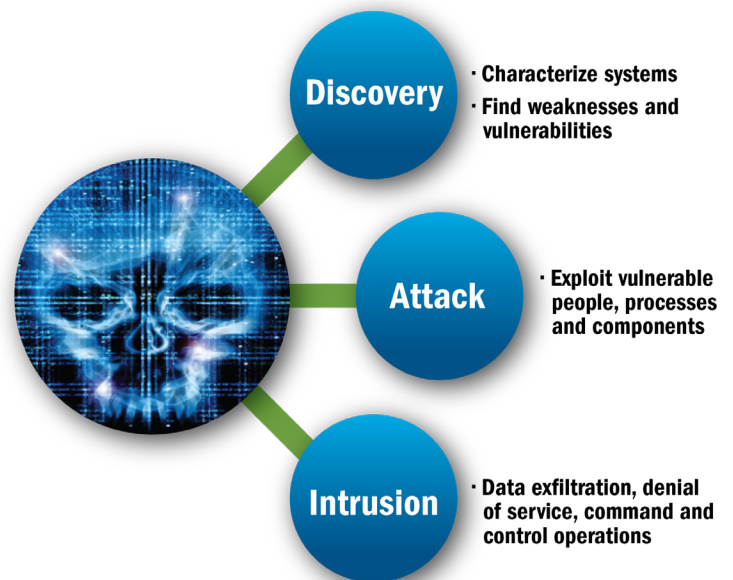 Discovery
· Characterize systems
· Find weaknesses and
vulnerabilities
Attack
· Exploit vulnerable
people, processes
and components
Intrusion
· Data exfiltration, denial
of service, command and
control operations